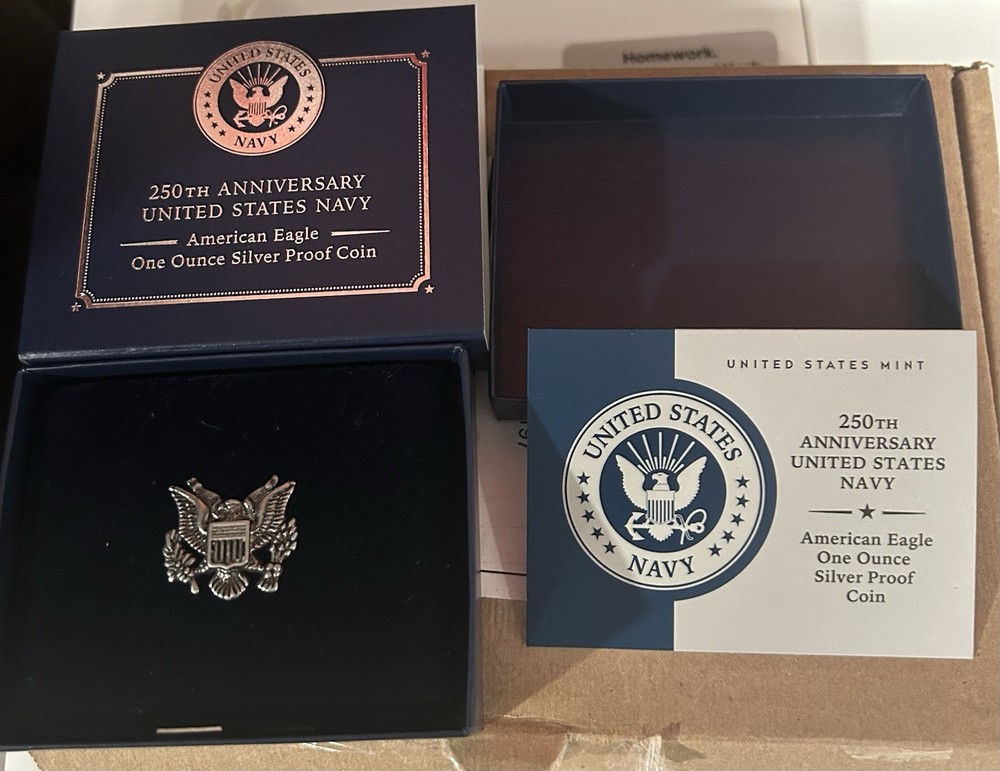 Homework.
UNITED STATES
NAVY
250TH ANNIVERSARY
UNITED STATES NAVY
American Eagle
One Ounce Silver Proof Coin
UNITED STATES MINT
UNITED STATES
NAVY
250TH
ANNIVERSARY
UNITED STATES
NAVY
American Eagle
One Ounce
Silver Proof
Coin